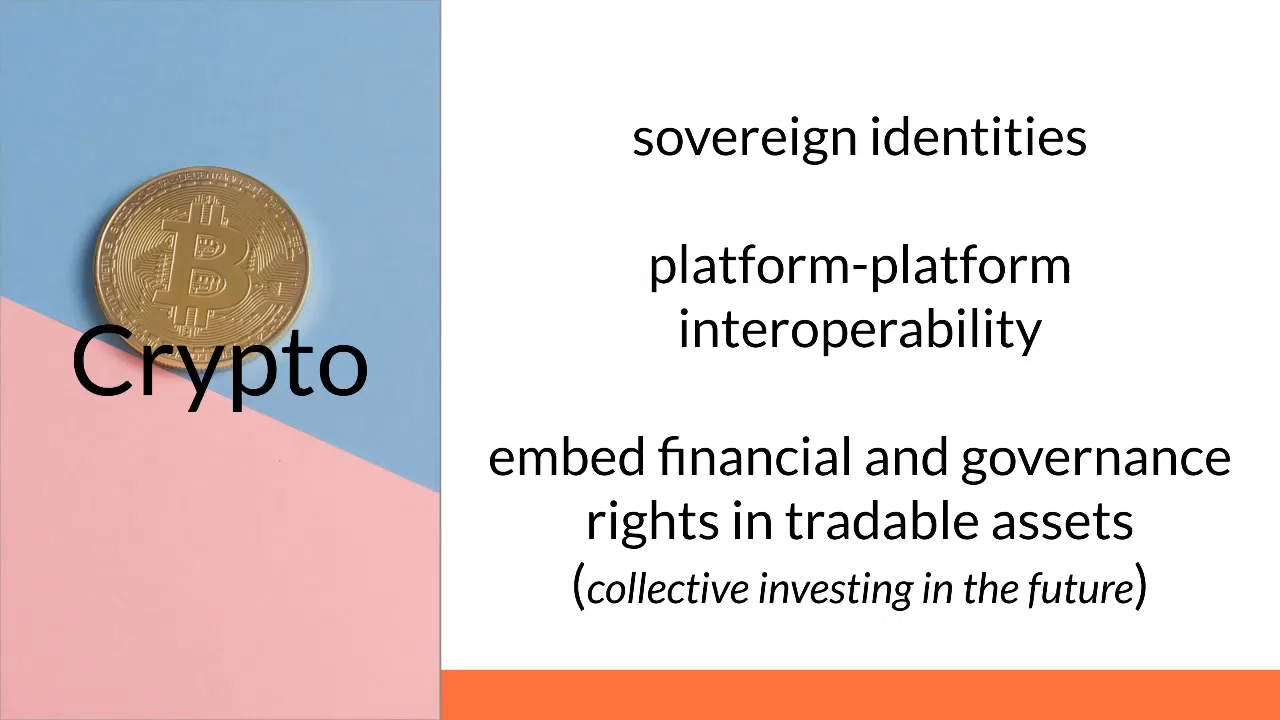 Crypto
sovereign identities
platform-platform
interoperability
embed financial and governance
rights in tradable assets
(collective investing in the future)